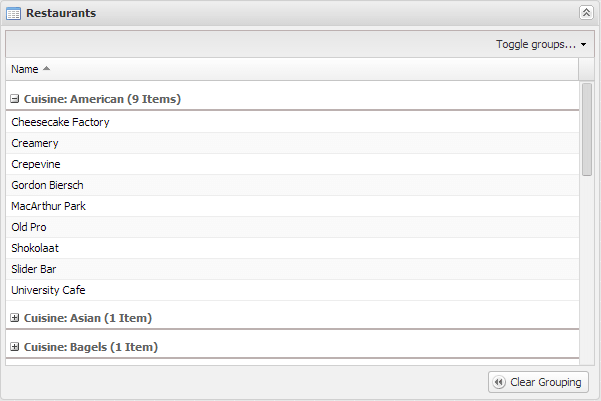 Restaurants
Toggle groups...
Name
Cuisine: American (9 Items)
Cheesecake Factory
Creamery
Crepevine
Gordon Biersch
MacArthur Park
Old Pro
Shokolaat
Slider Bar
University Cafe
Cuisine: Asian (1 Item)
Cuisine: Bagels (1 Item)
Clear Grouping